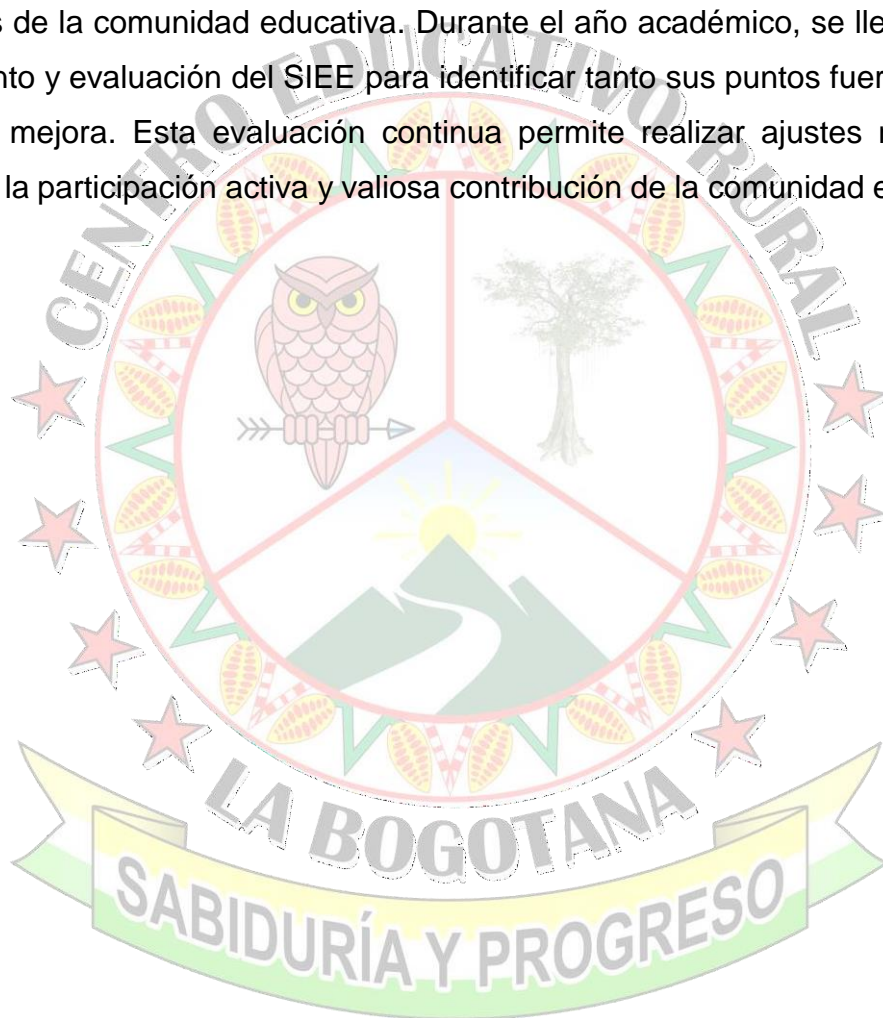 s de la comunidad educativa. Durante el año académico, se lle
nto y evaluación del SIEE para identificar tanto sus puntos fuer
mejora. Esta evaluación continua permite realizar ajustes
la participación activa y valiosa contribución de la comunidad e
CENTRO EDUCATIVO RURAL
LA BOGOTANA
SABIDURÍA Y PROGRESO